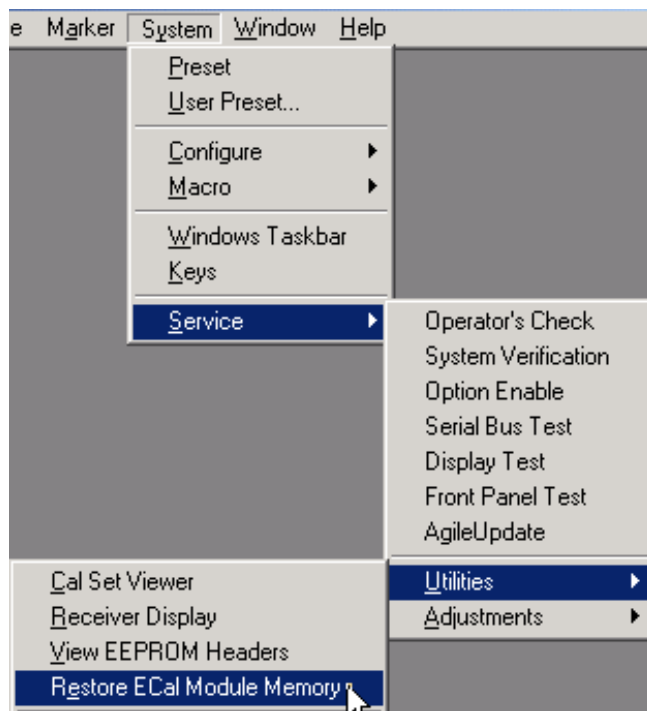 e Marker System Window Help
Preset
User Preset...
Configure
Macro
Windows Taskbar
Keys
Service
Operator's Check
System Verification
Option Enable
Serial Bus Test
Display Test
Front Panel Test
AgileUpdate
Utilities
Adjustments
Cal Set Viewer
Receiver Display
View EEPROM Headers
Restore ECal Module Memory